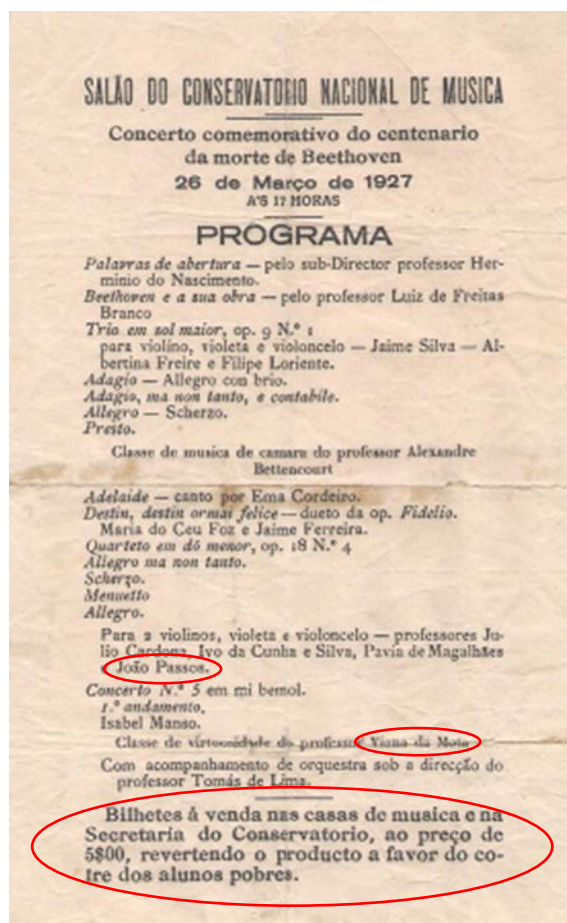 SALÃO DO CONSERVATORIO NACIONAL DE MUSICA
Concerto comemorativo do centenario
da morte de Beethoven
26 de Março de 1927
A'S 17 HORAS
PROGRAMA
Palavras de abertura — pelo sub-Director professor Her-
minio do Nascimento.
Beethoven e a sua obra — pelo professor Luiz de Freitas
Branco
Trio em sol maior, op. 9 N.º 1
para violino, violeta e violoncelo — Jaime Silva — Al-
bertina Freire e Filipe Loriente.
Adagio — Allegro con brio.
Adagio, ma non tanto, e contabile.
Allegro — Scherzo.
Presto.
Classe de musica de camara do professor Alexandre
Bettencourt
Adelaide — canto por Ema Cordeiro.
Destin, destin ormai felice — dueto da op. Fidelio.
Maria do Ceu Foz e Jaime Ferreira.
Quarteto em dó menor, op. 18 N.º 4
Allegro ma non tanto.
Scherzo.
Menuetto
Allegro.
Para 2 violinos, violeta e violoncelo — professores Ju-
lio Cardona, Ivo da Cunha e Silva, Pavia de Magalhães
e João Passos.
Concerto N.º 5 em mi bemol.
1.º andamento,
Isabel Manso.
Classe de virtuosidade do professor Viana da Mota
Com acompanhamento de orquestra sob a direcção do
professor Tomás de Lima.
Bilhetes á venda nas casas de musica e na
Secretaria do Conservatorio, ao preço de
5$00, revertendo o producto a favor do co-
fre dos alunos pobres.